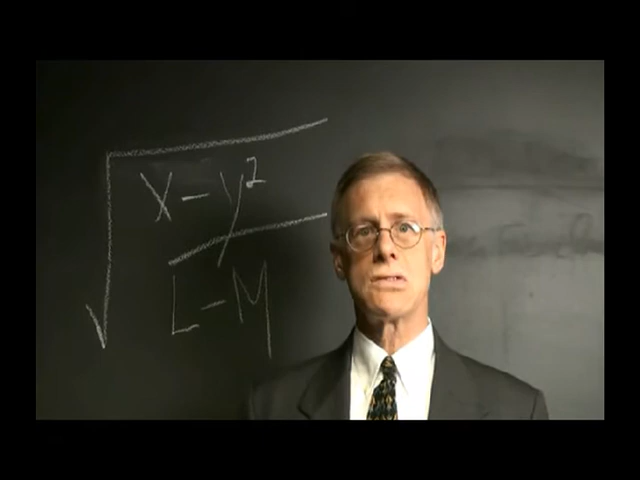 √
X - y²
L - M